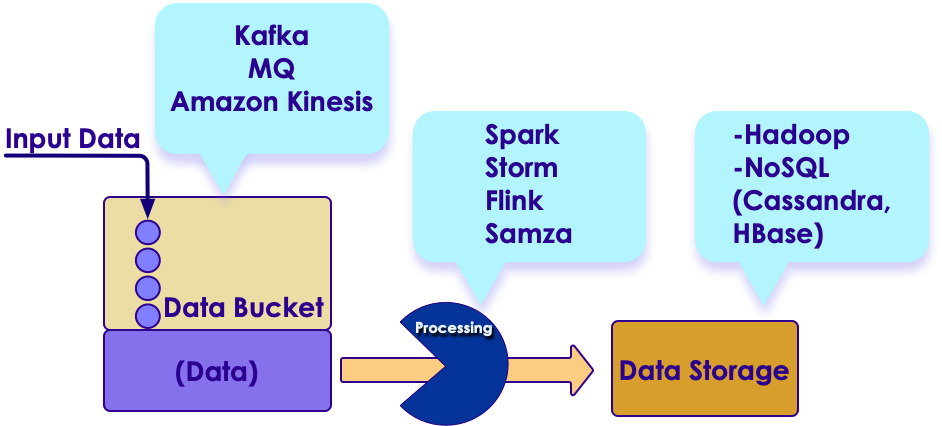 Kafka
MQ
Amazon Kinesis
Input Data
Spark
Storm
Flink
Samza
-Hadoop
-NoSQL
(Cassandra,
HBase)
Data Bucket
Processing
(Data)
Data Storage